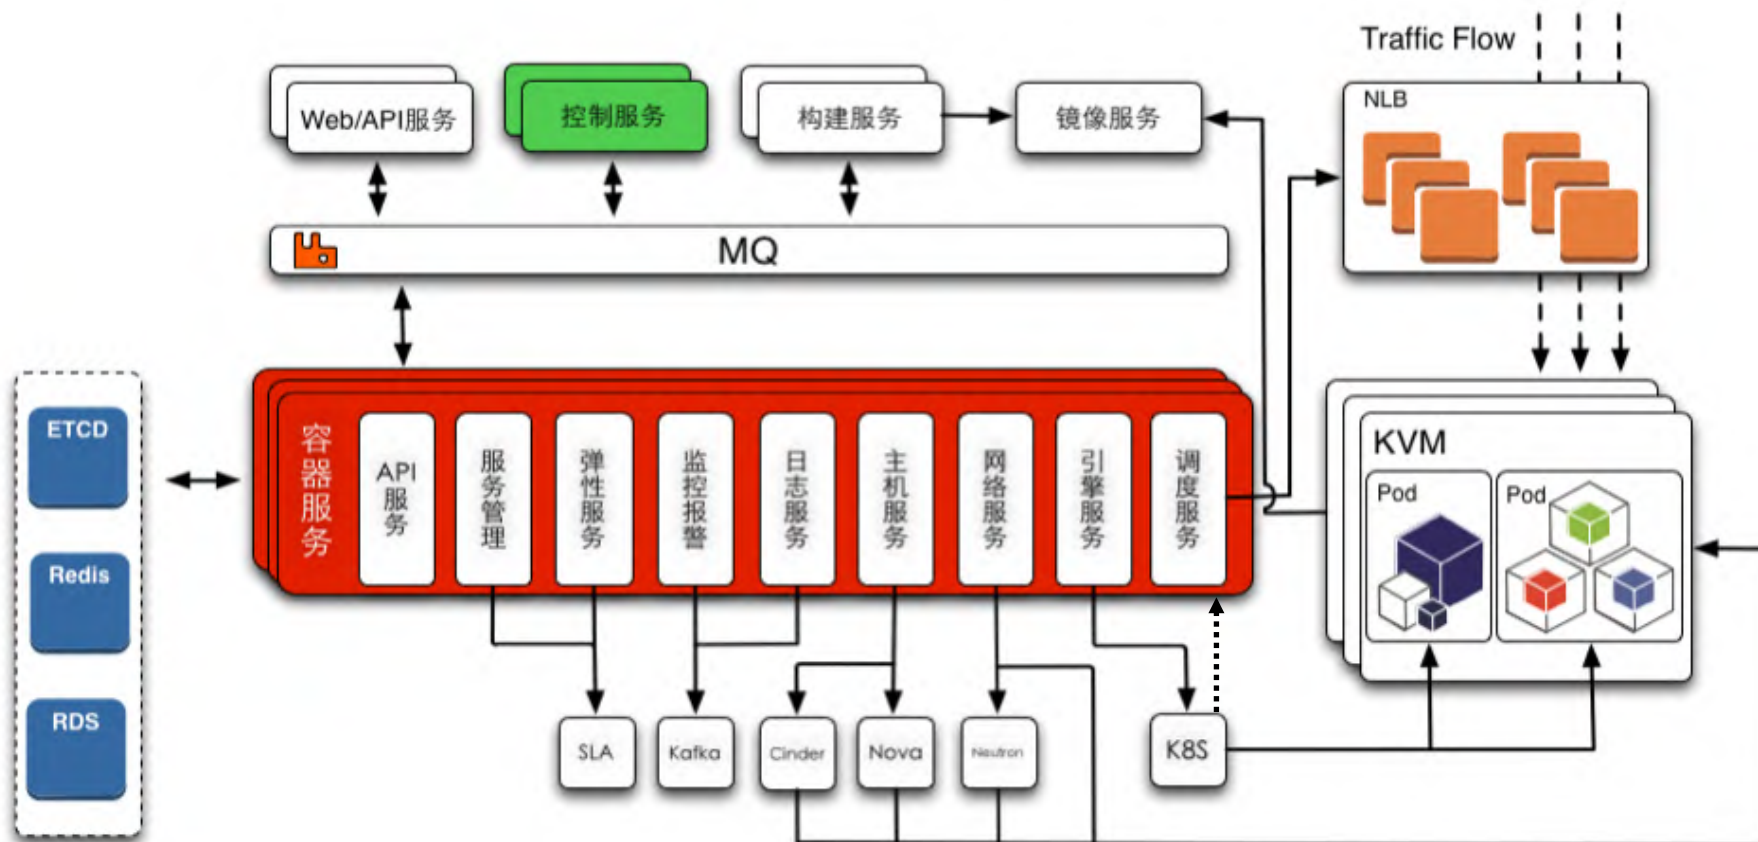 Traffic Flow
Web/API服务
控制服务
构建服务
镜像服务
NLB
MQ
ETCD
Redis
RDS
容器服务
API服务
服务管理
弹性服务
监控报警
日志服务
主机服务
网络服务
引擎服务
调度服务
KVM
Pod
Pod
SLA
Kafka
Cinder
Nova
Neutron
K8S